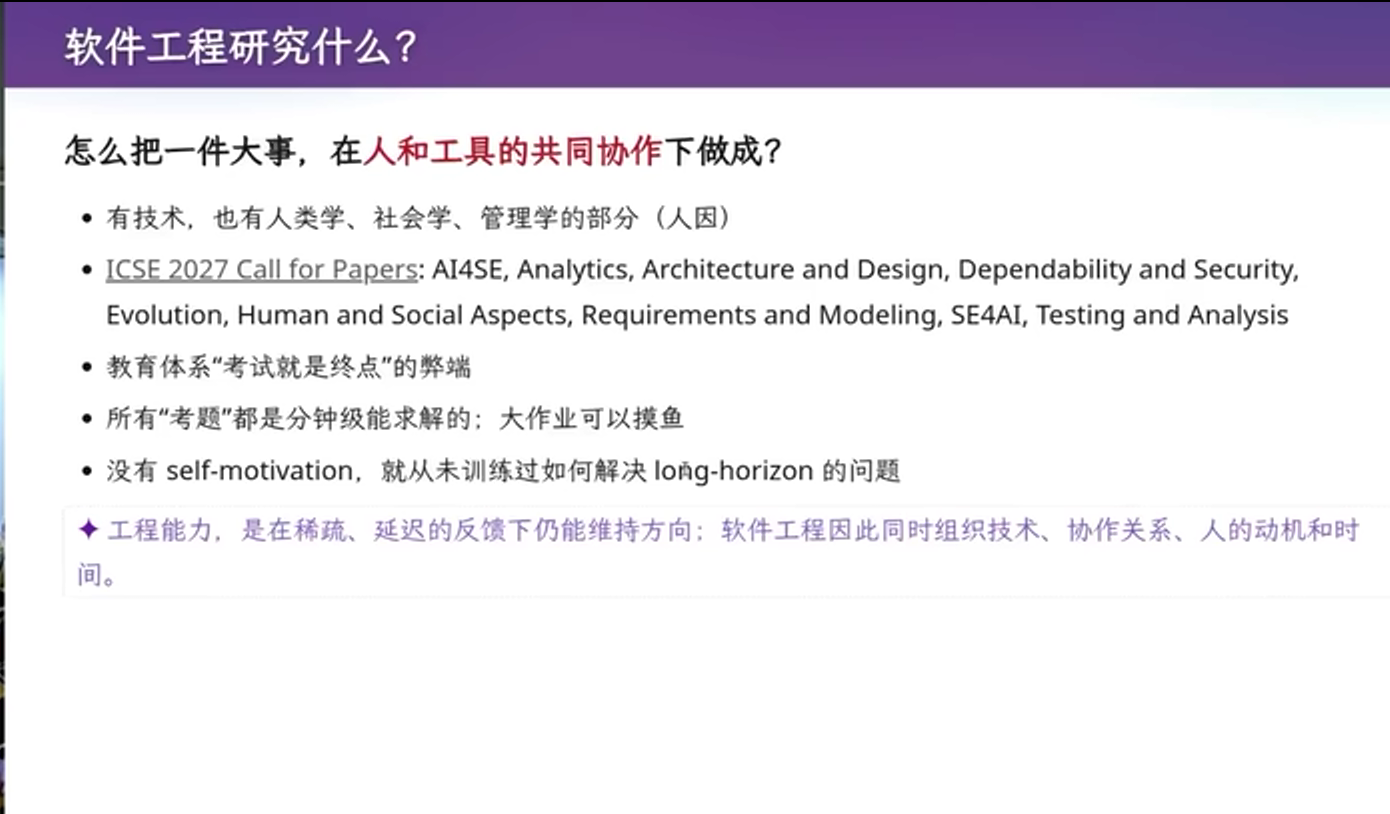 软件工程研究什么？
怎么把一件大事，在人和工具的共同协作下做成？
• 有技术，也有人类学、社会学、管理学的部分（人因）
• ICSE 2027 Call for Papers: AI4SE, Analytics, Architecture and Design, Dependability and Security,
Evolution, Human and Social Aspects, Requirements and Modeling, SE4AI, Testing and Analysis
• 教育体系“考试就是终点”的弊端
• 所有“考题”都是分钟级能求解的；大作业可以摸鱼
• 没有 self-motivation，就从未训练过如何解决 long-horizon 的问题
✦ 工程能力，是在稀疏、延迟的反馈下仍能维持方向；软件工程因此同时组织技术、协作关系、人的动机和时
间。